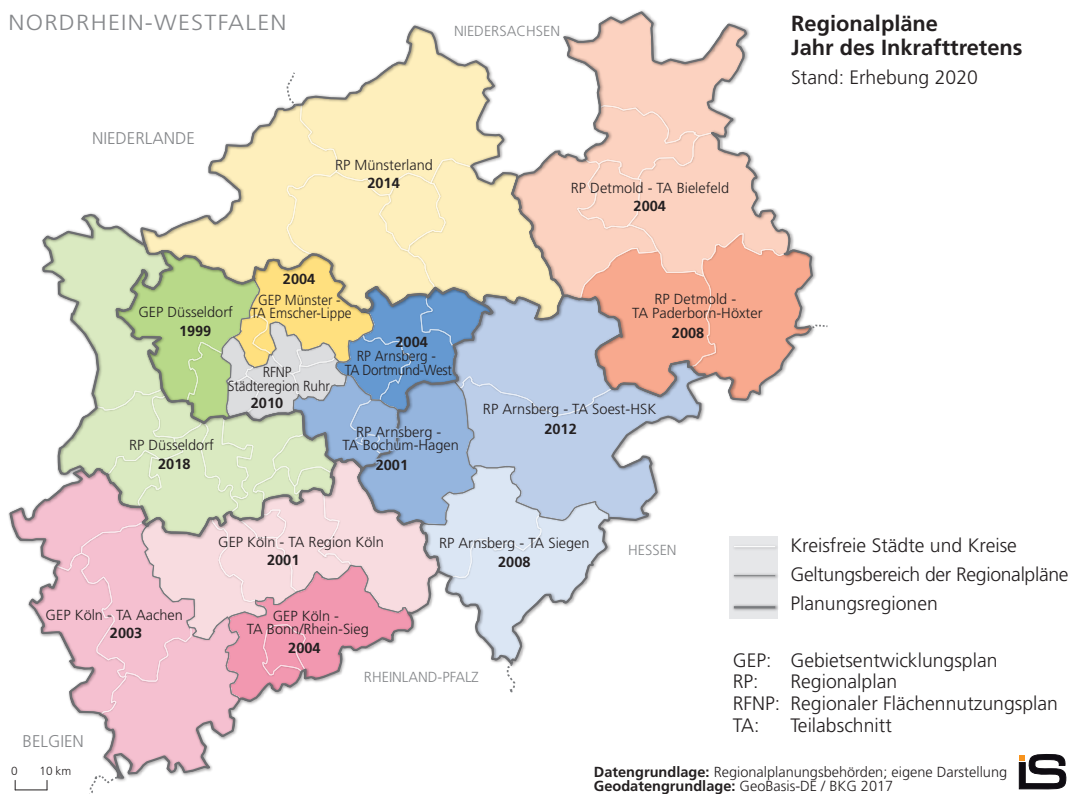 NORDRHEIN-WESTFALEN
Regionalpläne
Jahr des Inkrafttretens
Stand: Erhebung 2020
NIEDERSACHSEN
NIEDERLANDE
RP Münsterland
2014
RP Detmold - TA Bielefeld
2004
2004
GEP Münster -
TA Emscher-Lippe
GEP Düsseldorf
1999
RP Detmold -
TA Paderborn-Höxter
2008
2004
RP Arnsberg -
TA Dortmund-West
RFNP
Städteregion Ruhr
2010
RP Arnsberg - TA Soest-HSK
2012
RP Arnsberg -
TA Bochum-Hagen
2001
RP Düsseldorf
2018
GEP Köln - TA Region Köln
2001
RP Arnsberg - TA Siegen
2008
HESSEN
GEP Köln - TA Aachen
2003
GEP Köln -
TA Bonn/Rhein-Sieg
2004
RHEINLAND-PFALZ
BELGIEN
0 10 km
Kreisfreie Städte und Kreise
Geltungsbereich der Regionalpläne
Planungsregionen
GEP: Gebietsentwicklungsplan
RP: Regionalplan
RFNP: Regionaler Flächennutzungsplan
TA: Teilabschnitt
Datengrundlage: Regionalplanungsbehörden; eigene Darstellung
Geodatengrundlage: GeoBasis-DE / BKG 2017
iS